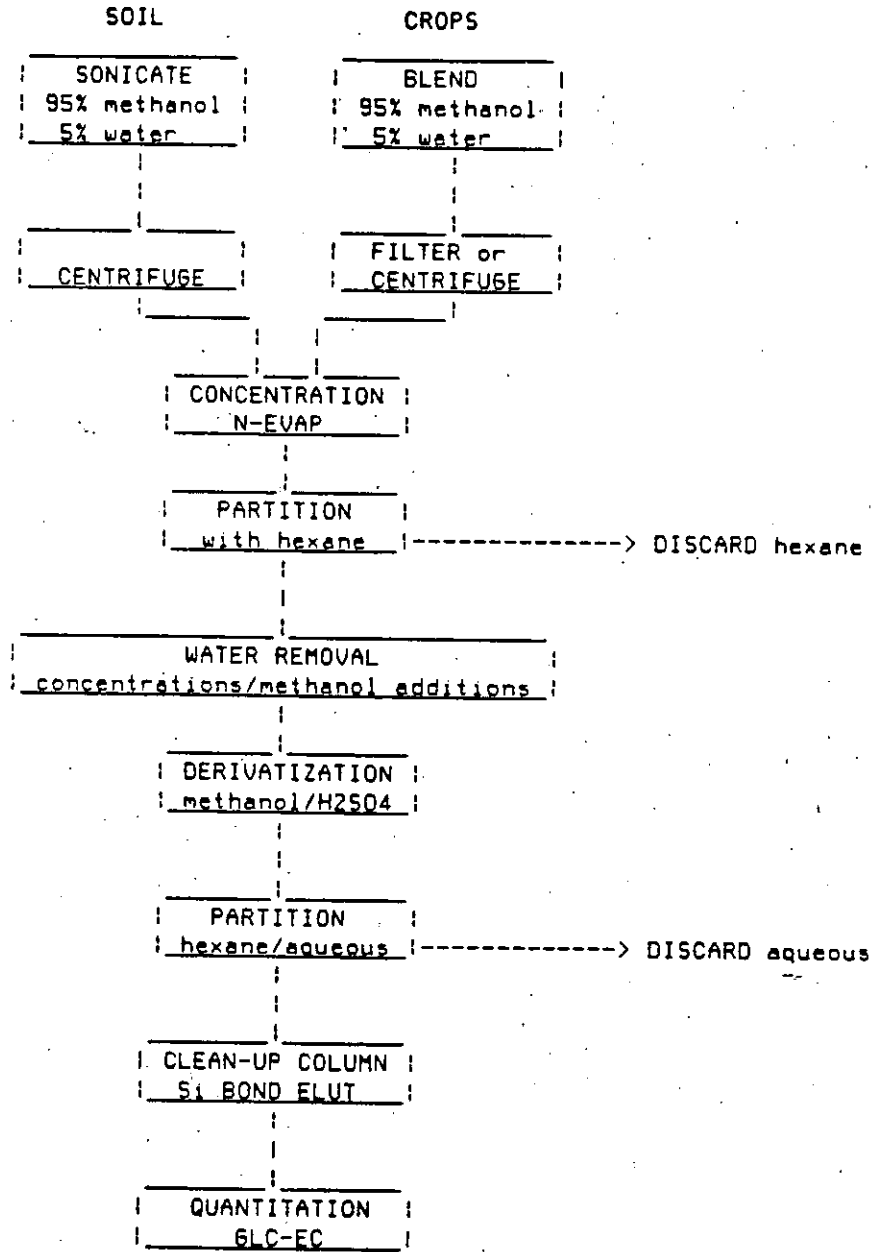 SOIL
CROPS
SONICATE
95% methanol
5% water
BLEND
95% methanol
5% water
CENTRIFUGE
FILTER or
CENTRIFUGE
CONCENTRATION
N-EVAP
PARTITION
with hexane
-------------> DISCARD hexane
WATER REMOVAL
concentrations/methanol additions
DERIVATIZATION
methanol/H2SO4
PARTITION
hexane/aqueous
-------------> DISCARD aqueous
CLEAN-UP COLUMN
Si BOND ELUT
QUANTITATION
GLC-EC